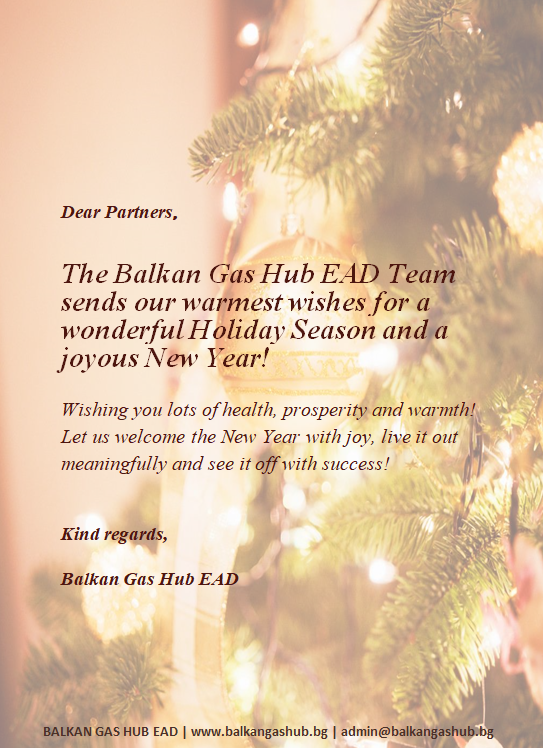 Dear Partners,
The Balkan Gas Hub EAD Team
sends our warmest wishes for a
wonderful Holiday Season and a
joyous New Year!
Wishing you lots of health, prosperity and warmth!
Let us welcome the New Year with joy, live it out
meaningfully and see it off with success!
Kind regards,
Balkan Gas Hub EAD
BALKAN GAS HUB EAD | www.balkangashub.bg | admin@balkangashub.bg